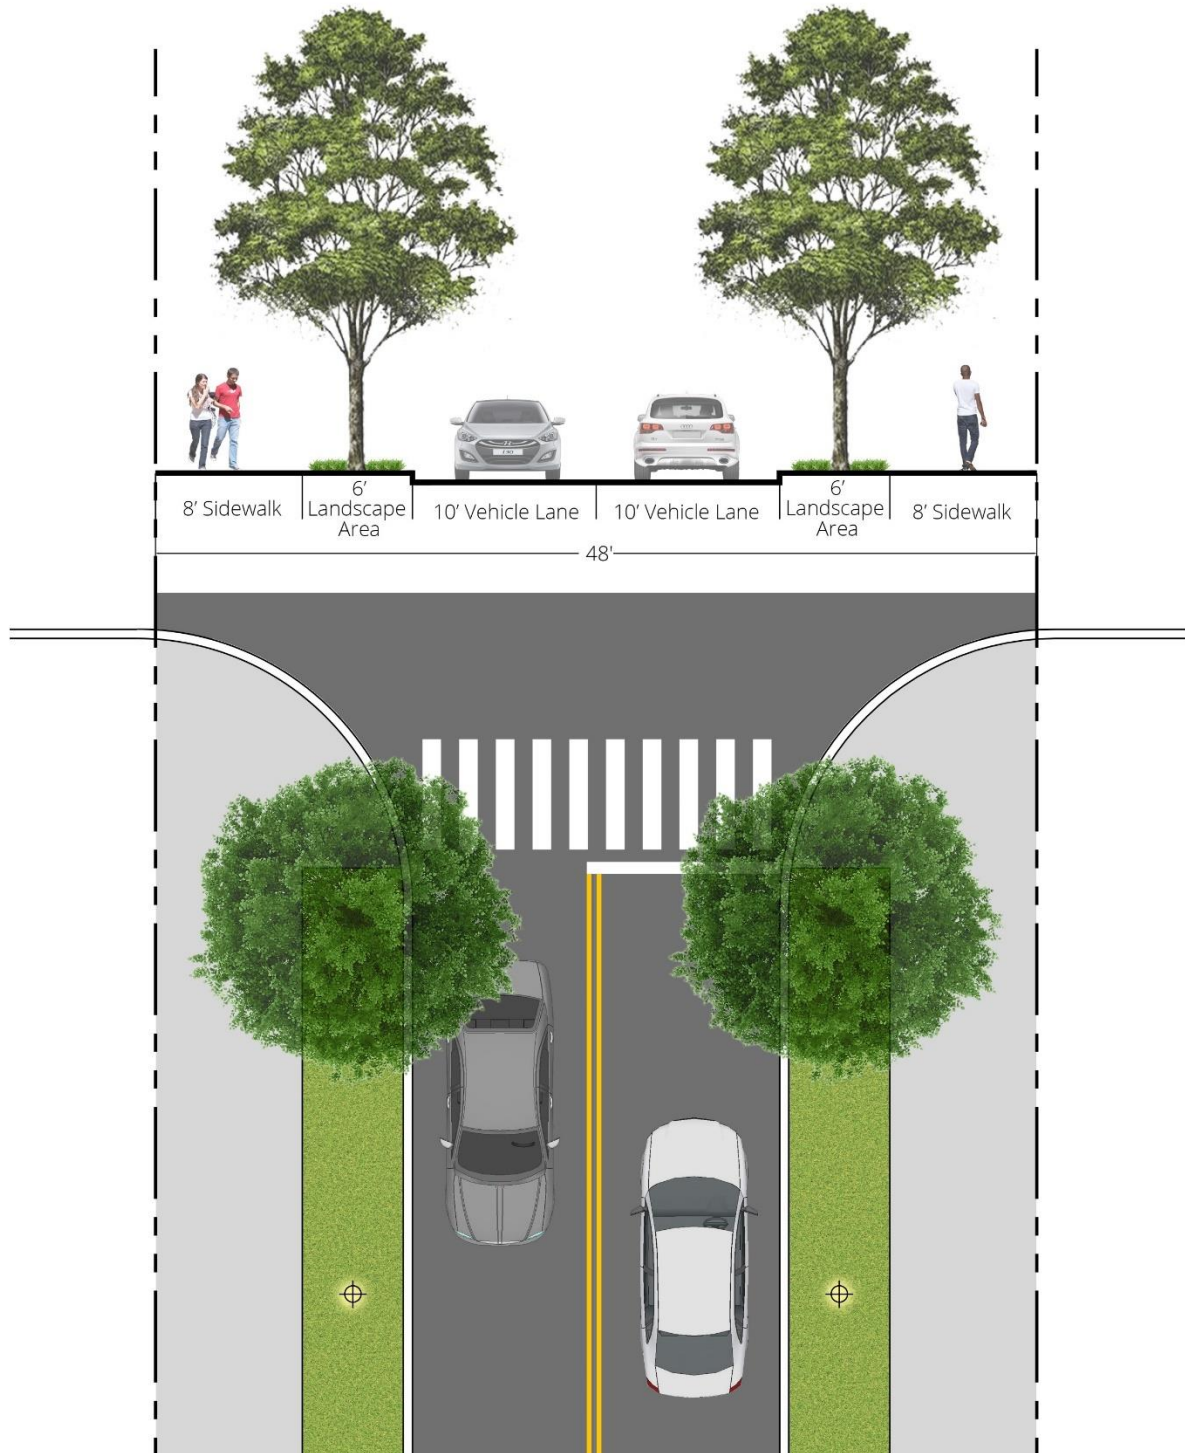 8’ Sidewalk
6’
Landscape
Area
10’ Vehicle Lane
10’ Vehicle Lane
6’
Landscape
Area
8’ Sidewalk
48'